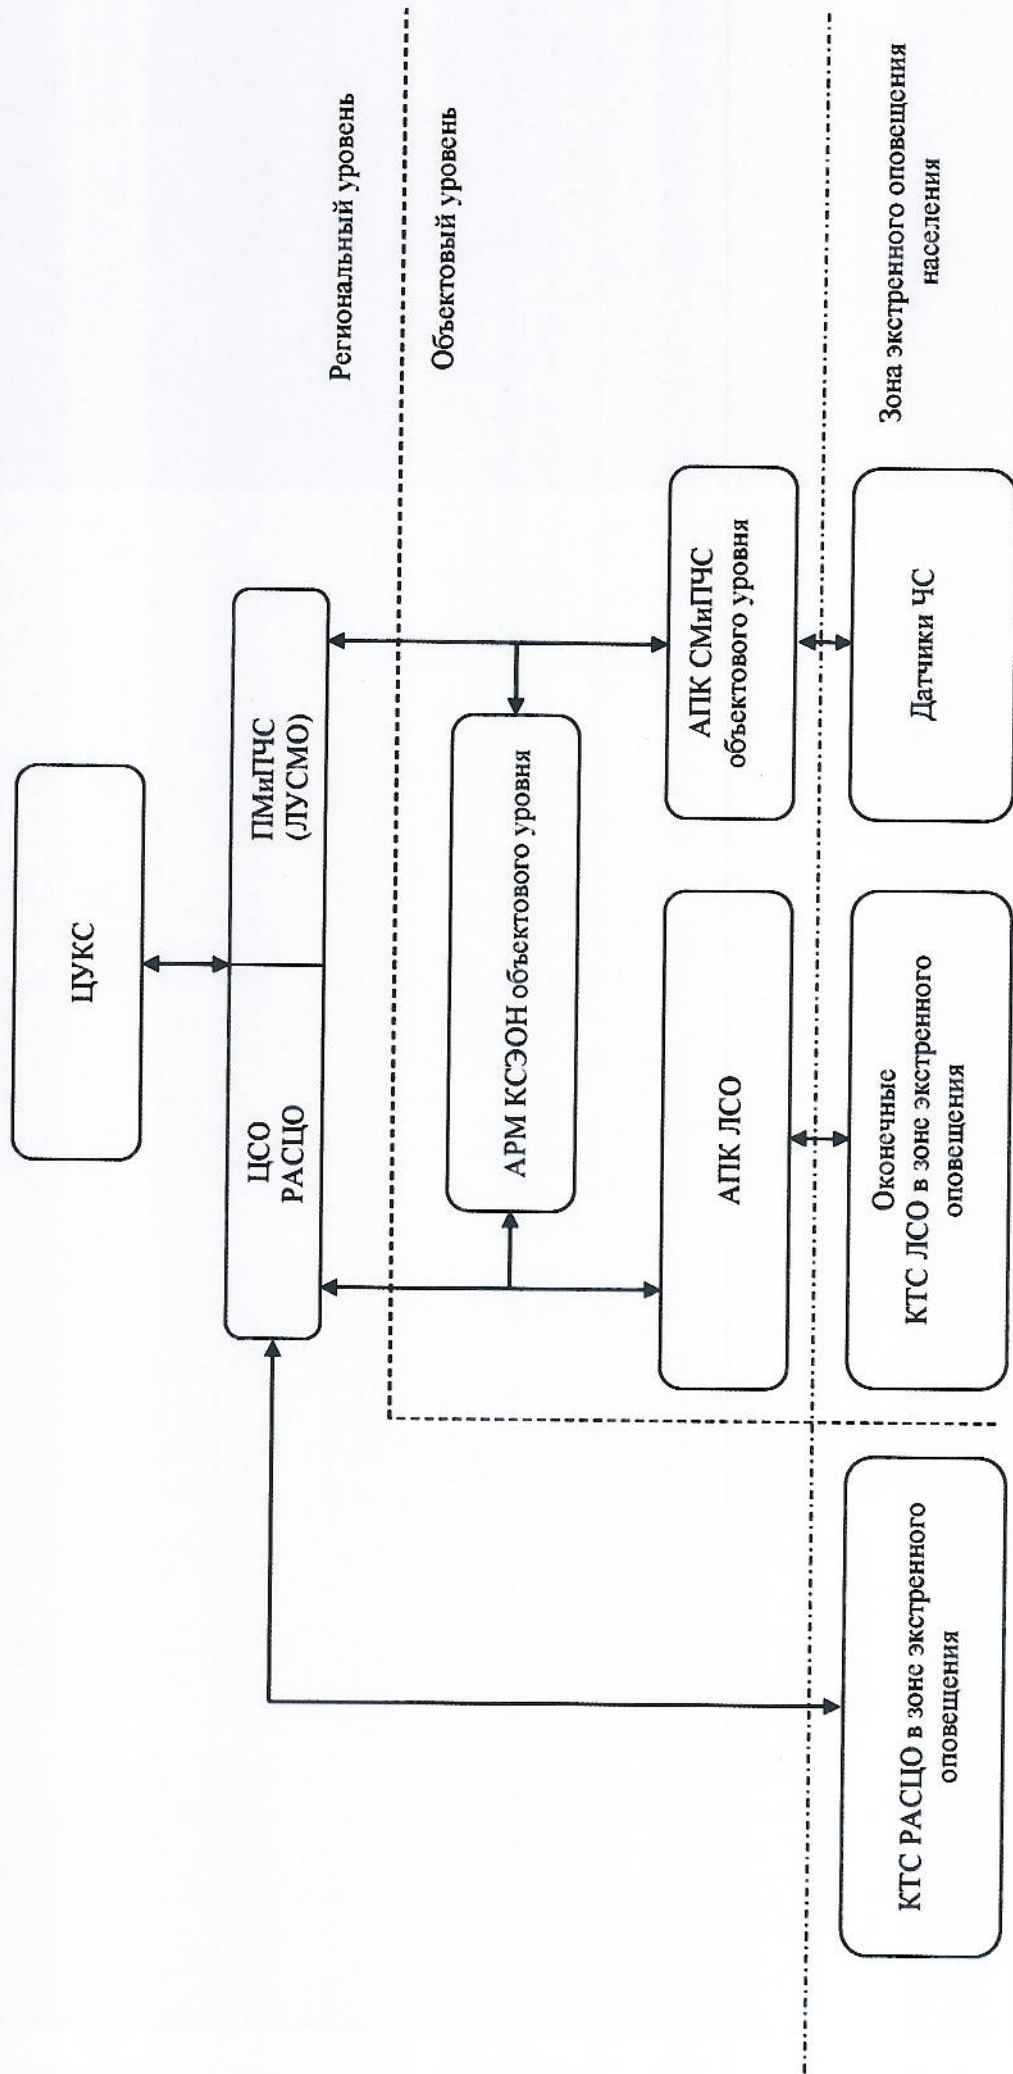 ЦУКС
ЦСО
РАСЦО
ПМиПЧС
(ЛУСМО)
Региональный уровень
Объектовый уровень
АРМ КСЭОН объектового уровня
АПК ЛСО
АПК СМиПЧС
объектового уровня
КТС РАСЦО в зоне экстренного
оповещения
Оконечные
КТС ЛСО в зоне экстренного
оповещения
Датчики ЧС
Зона экстренного оповещения
населения